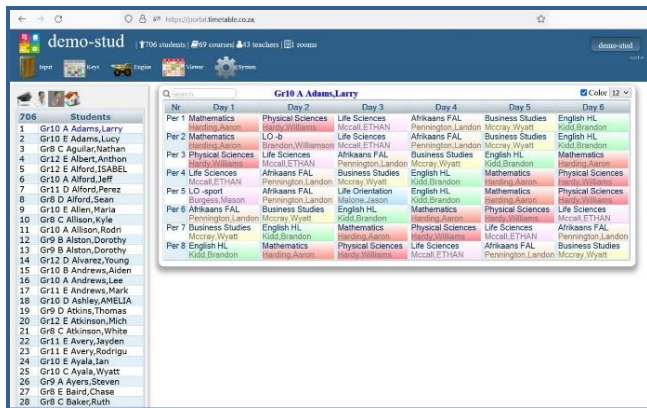 https://portal.timetable.co.za
demo-stud | 706 students | 69 courses| 43 teachers | 1 rooms
demo-stud
Input Keys Engine Viewer System
Search Gr10 A Adams,Larry Color 12
706 Students
1 Gr10 A Adams,Larry
2 Gr10 E Adams,Lucy
3 Gr8 C Aguilar,Nathan
4 Gr12 E Albert,Anthon
5 Gr12 E Alford,ISABEL
6 Gr10 A Alford,Jeff
7 Gr11 D Alford,Perez
8 Gr8 D Alford,Sean
9 Gr10 E Allen,Maria
10 Gr8 C Allison,Kyle
11 Gr10 A Allison,Rodri
12 Gr9 B Alston,Dorothy
13 Gr9 B Alston,Dorothy
14 Gr12 D Alvarez,Young
15 Gr10 B Andrews,Aiden
16 Gr10 A Andrews,Lee
17 Gr11 E Andrews,Mark
18 Gr10 D Ashley,AMELIA
19 Gr9 D Atkins,Thomas
20 Gr12 E Atkinson,Mich
21 Gr8 C Atkinson,White
22 Gr11 E Avery,Jayden
23 Gr11 E Avery,Rodrigu
24 Gr10 E Ayala,Ian
25 Gr10 C Ayala,Wyatt
26 Gr9 A Ayers,Steven
27 Gr8 E Baird,Chase
28 Gr8 C Baker,Ruth
Nr Day 1 Day 2 Day 3 Day 4 Day 5 Day 6
Per 1 Mathematics Physical Sciences Life Sciences Afrikaans FAL Business Studies English HL
Harding,Aaron Hardy,Williams Mccall,ETHAN Pennington,Landon Mccray,Wyatt Kidd,Brandon
Per 2 Mathematics LO -b Life Sciences Afrikaans FAL Business Studies English HL
Harding,Aaron Brandon,Williamson Mccall,ETHAN Pennington,Landon Mccray,Wyatt Kidd,Brandon
Per 3 Physical Sciences Life Sciences Afrikaans FAL Business Studies English HL Mathematics
Hardy,Williams Mccall,ETHAN Pennington,Landon Mccray,Wyatt Kidd,Brandon Harding,Aaron
Per 4 Life Sciences Afrikaans FAL Business Studies English HL Mathematics Physical Sciences
Mccall,ETHAN Pennington,Landon Mccray,Wyatt Kidd,Brandon Harding,Aaron Hardy,Williams
Per 5 LO -sport Afrikaans FAL Life Orientation English HL Mathematics Physical Sciences
Burgess,Mason Pennington,Landon Malone,Jason Kidd,Brandon Harding,Aaron Hardy,Williams
Per 6 Afrikaans FAL Business Studies English HL Mathematics Physical Sciences Life Sciences
Pennington,Landon Mccray,Wyatt Kidd,Brandon Harding,Aaron Hardy,Williams Mccall,ETHAN
Per 7 Business Studies English HL Mathematics Physical Sciences Life Sciences Afrikaans FAL
Mccray,Wyatt Kidd,Brandon Harding,Aaron Hardy,Williams Mccall,ETHAN Pennington,Landon
Per 8 English HL Mathematics Physical Sciences Life Sciences Afrikaans FAL Business Studies
Kidd,Brandon Harding,Aaron Hardy,Williams Mccall,ETHAN Pennington,Landon Mccray,Wyatt